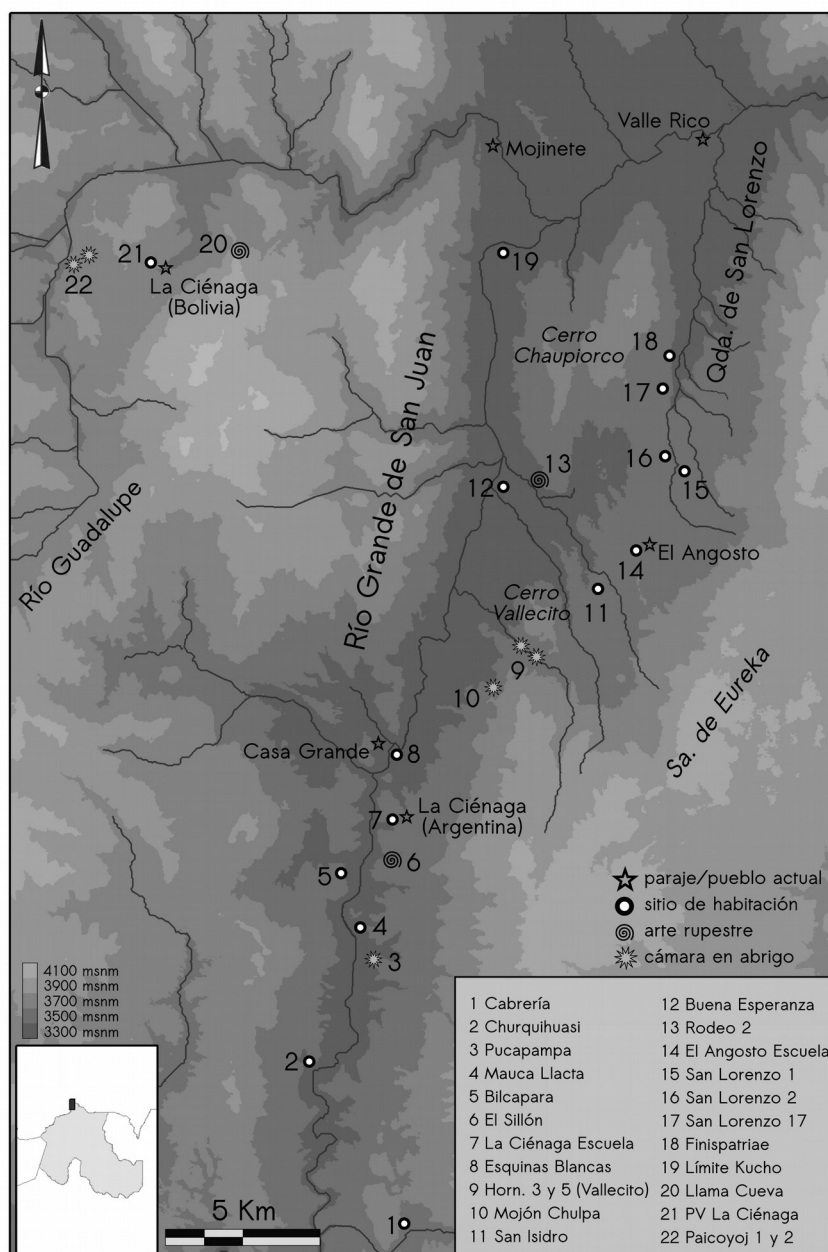 Valle Rico
Mojinete
Qda. de San Lorenzo
20
21
19
22
La Ciénaga
(Bolivia)
Cerro
Chaupiorco
18
17
Río Grande de San Juan
16
15
13
12
Río Guadalupe
El Angosto
14
Cerro
Vallecito
11
9
10
Sa. de Eureka
Casa Grande
8
La Ciénaga
(Argentina)
7
6
5
4
3
2
1
paraje/pueblo actual
sitio de habitación
arte rupestre
cámara en abrigo
4100 msnm
3900 msnm
3700 msnm
3500 msnm
3300 msnm
5 Km
1 Cabrería
2 Churquihuasi
3 Pucapampa
4 Mauca Llacta
5 Bilcapara
6 El Sillón
7 La Ciénaga Escuela
8 Esquinas Blancas
9 Horn. 3 y 5 (Vallecito)
10 Mojón Chulpa
11 San Isidro
12 Buena Esperanza
13 Rodeo 2
14 El Angosto Escuela
15 San Lorenzo 1
16 San Lorenzo 2
17 San Lorenzo 17
18 Finispatriae
19 Límite Kucho
20 Llama Cueva
21 PV La Ciénaga
22 Paicoyoj 1 y 2